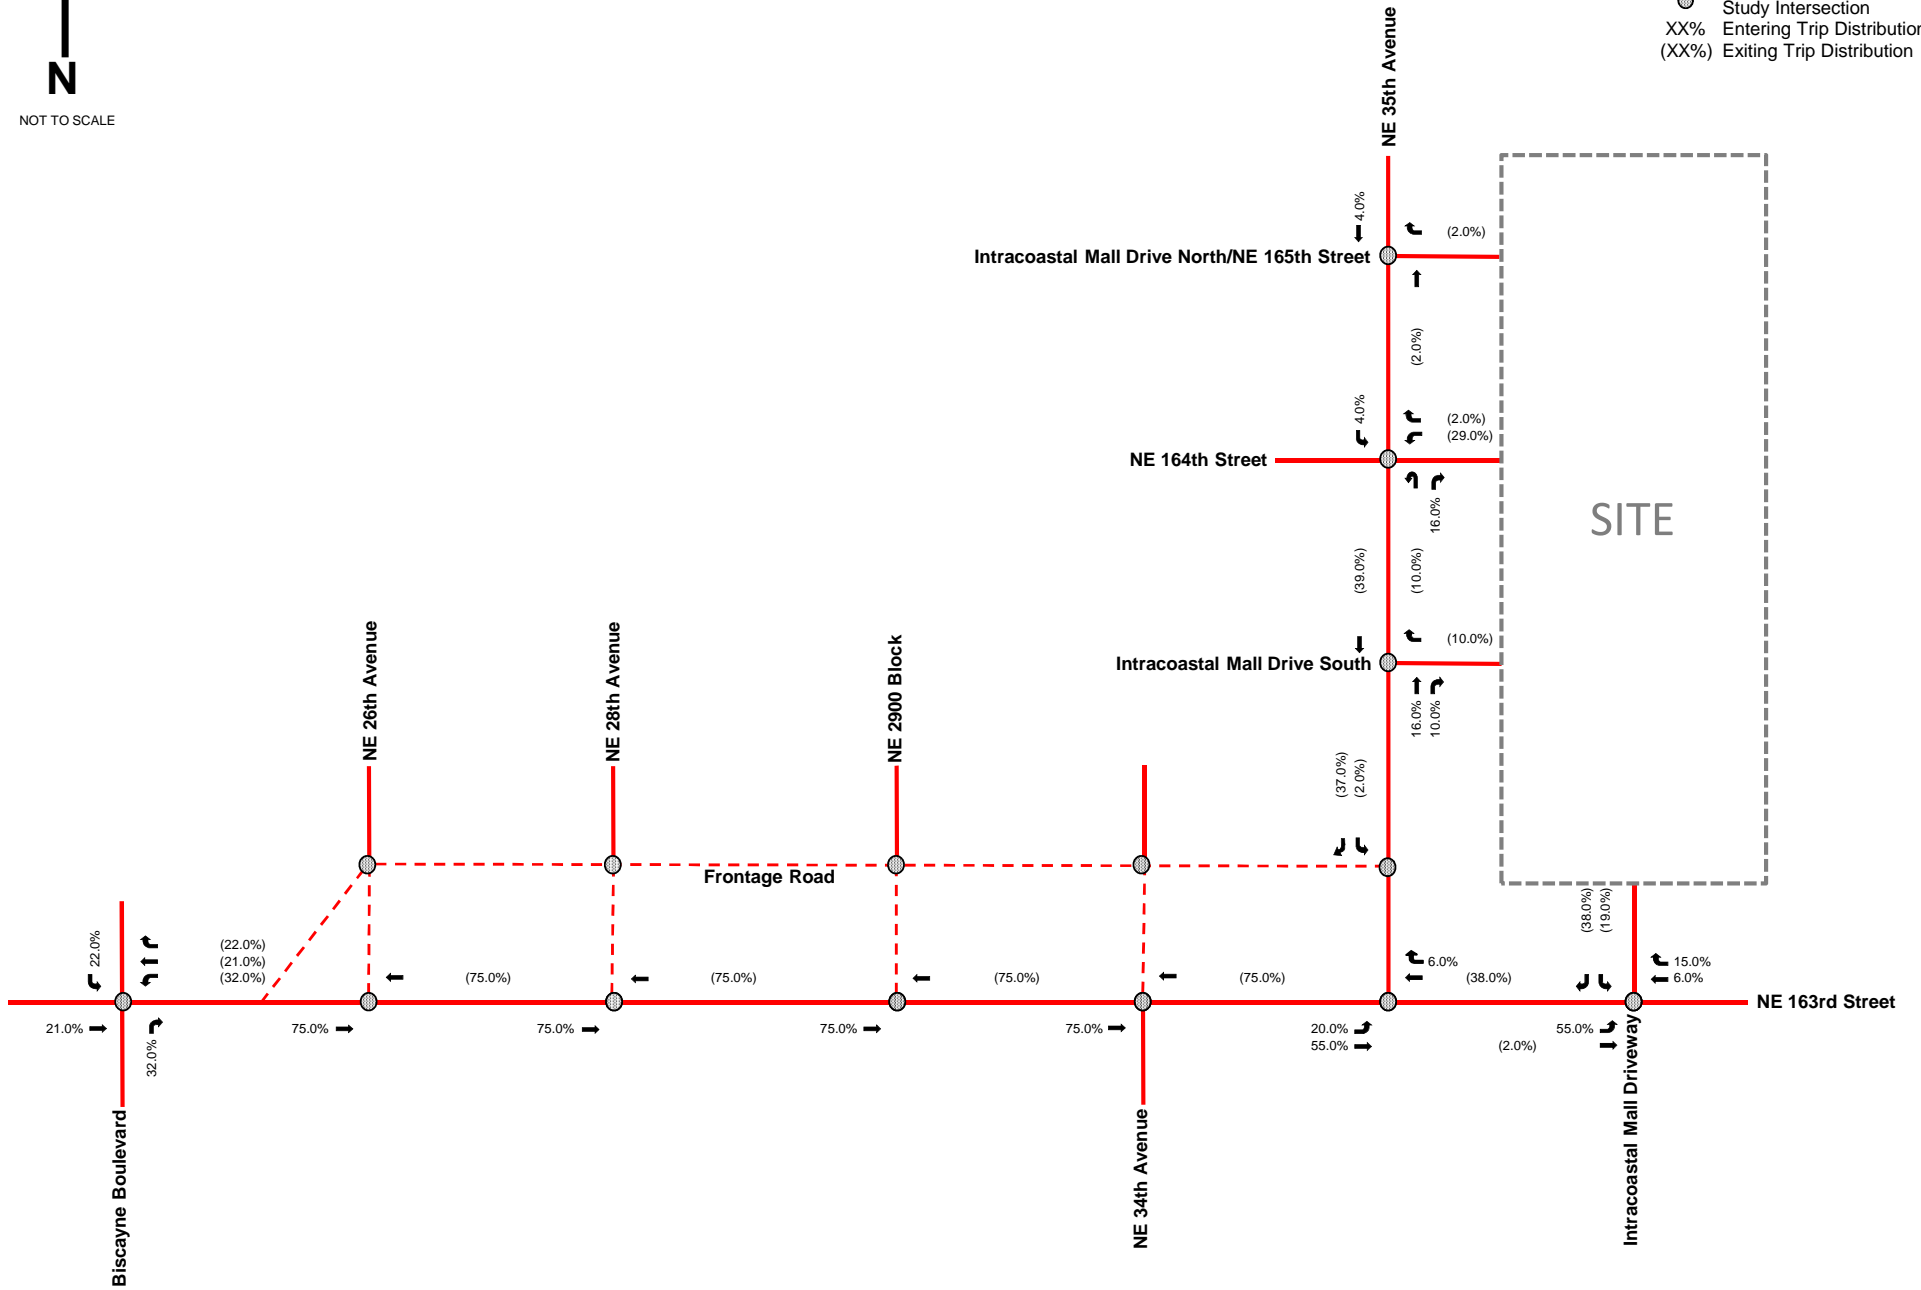 Study Intersection
XX% Entering Trip Distribution
(XX%) Exiting Trip Distribution
N
NOT TO SCALE
NE 35th Avenue
4.0%
(2.0%)
Intracoastal Mall Drive North/NE 165th Street
(2.0%)
4.0%
(2.0%)
(29.0%)
NE 164th Street
16.0%
SITE
(39.0%)
(10.0%)
(10.0%)
Intracoastal Mall Drive South
16.0%
10.0%
NE 26th Avenue
NE 28th Avenue
NE 2900 Block
(37.0%)
(2.0%)
Frontage Road
22.0%
(22.0%)
(21.0%)
(32.0%)
(75.0%)
(75.0%)
(75.0%)
(75.0%)
6.0%
(38.0%)
(38.0%)
(19.0%)
15.0%
6.0%
NE 163rd Street
21.0%
32.0%
75.0%
75.0%
75.0%
75.0%
20.0%
55.0%
(2.0%)
55.0%
Biscayne Boulevard
NE 34th Avenue
Intracoastal Mall Driveway